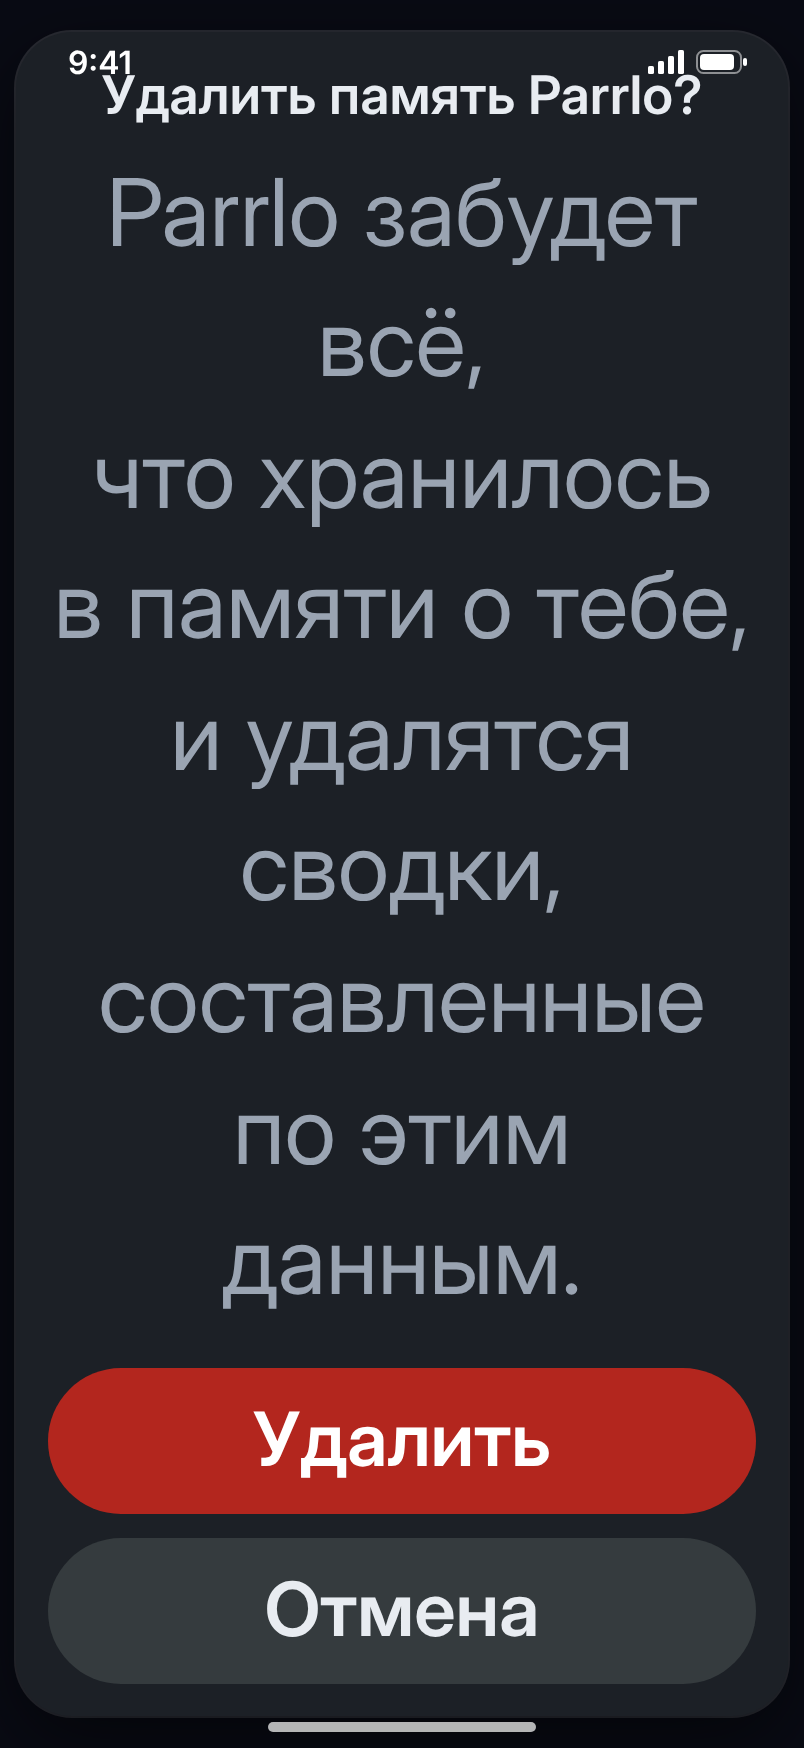 9:41
Удалить память Parrlo?
Parrlo забудет
всё,
что хранилось
в памяти о тебе,
и удалятся
сводки,
составленные
по этим
данным.
Удалить
Отмена